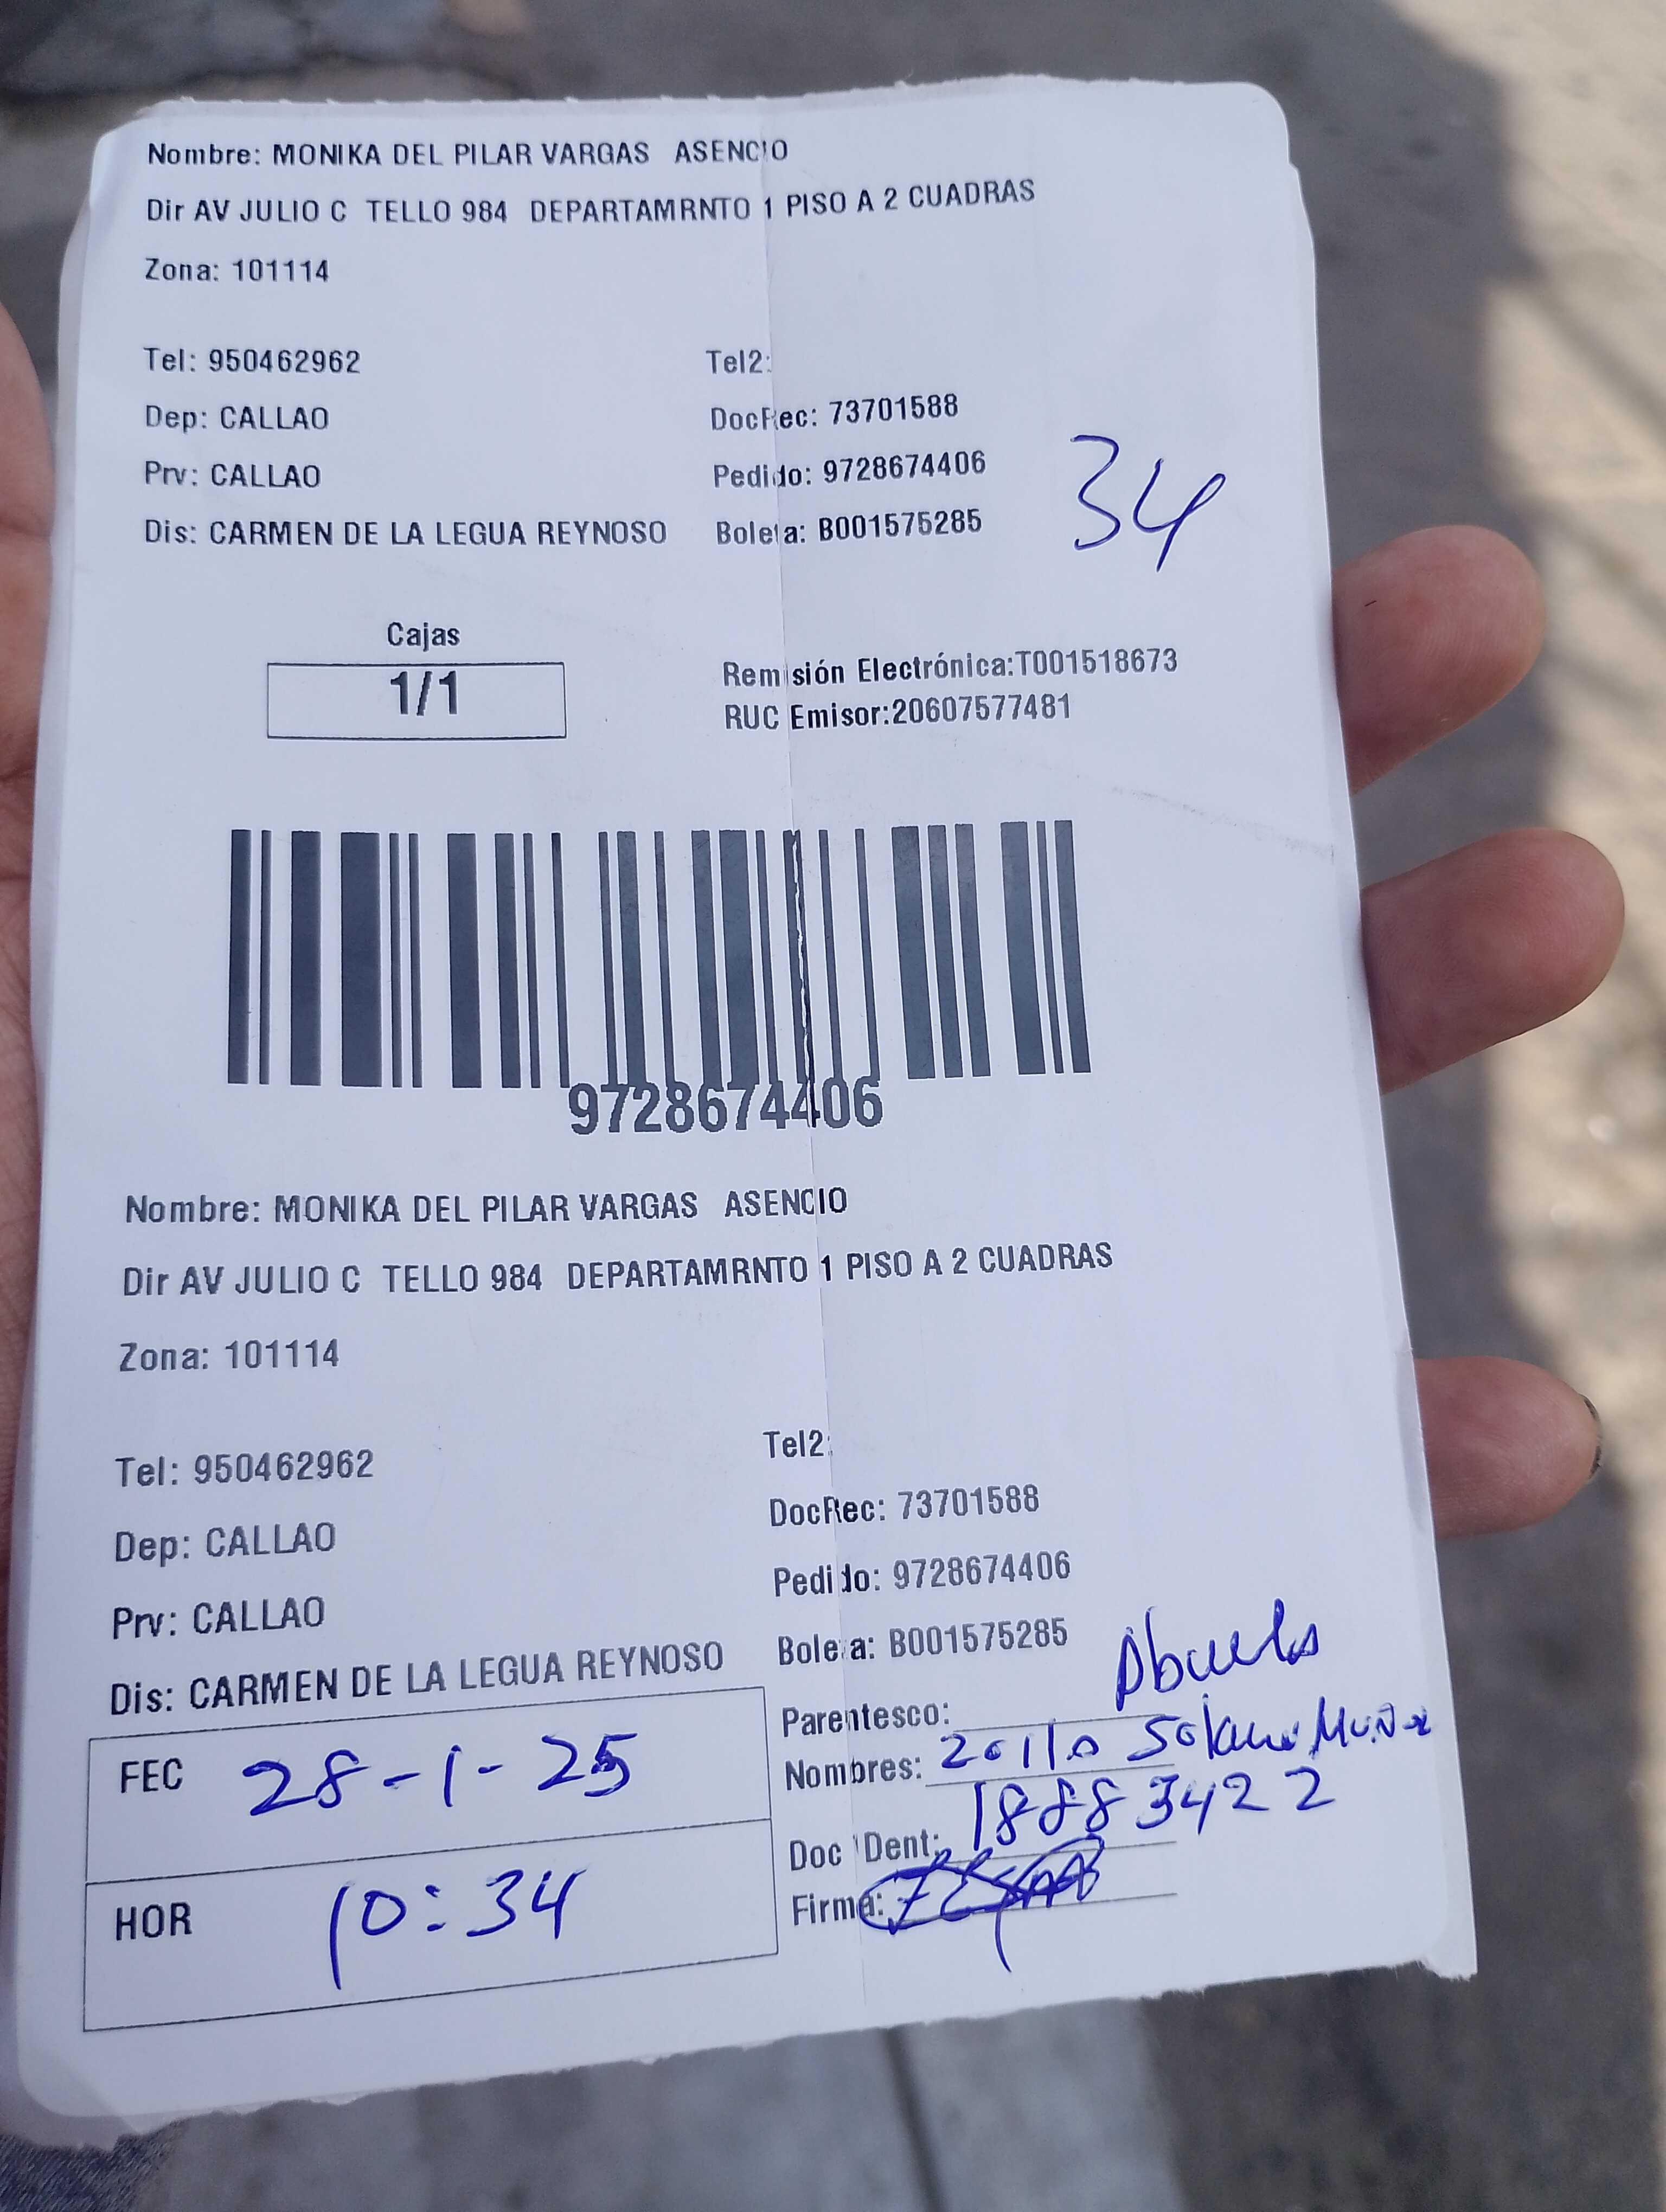 Nombre: MONIKA DEL PILAR VARGAS ASENCIO
Dir AV JULIO C TELLO 984 DEPARTAMRNTO 1 PISO A 2 CUADRAS
Zona: 101114
Tel: 950462962 Tel2:
Dep: CALLAO DocRec: 73701588
Prv: CALLAO Pedido: 9728674406
Dis: CARMEN DE LA LEGUA REYNOSO Boleta: B001575285
34
Cajas
1/1
Remisión Electrónica:T001518673
RUC Emisor:20607577481
9728674406
Nombre: MONIKA DEL PILAR VARGAS ASENCIO
Dir AV JULIO C TELLO 984 DEPARTAMRNTO 1 PISO A 2 CUADRAS
Zona: 101114
Tel: 950462962 Tel2:
Dep: CALLAO DocRec: 73701588
Prv: CALLAO Pedido: 9728674406
Dis: CARMEN DE LA LEGUA REYNOSO Boleta: B001575285
Parentesco: Abuela
FEC 28-1-25
Nombres: Zoila Solano Muñoz
Doc Dent: 18883422
HOR 10:34
Firma: